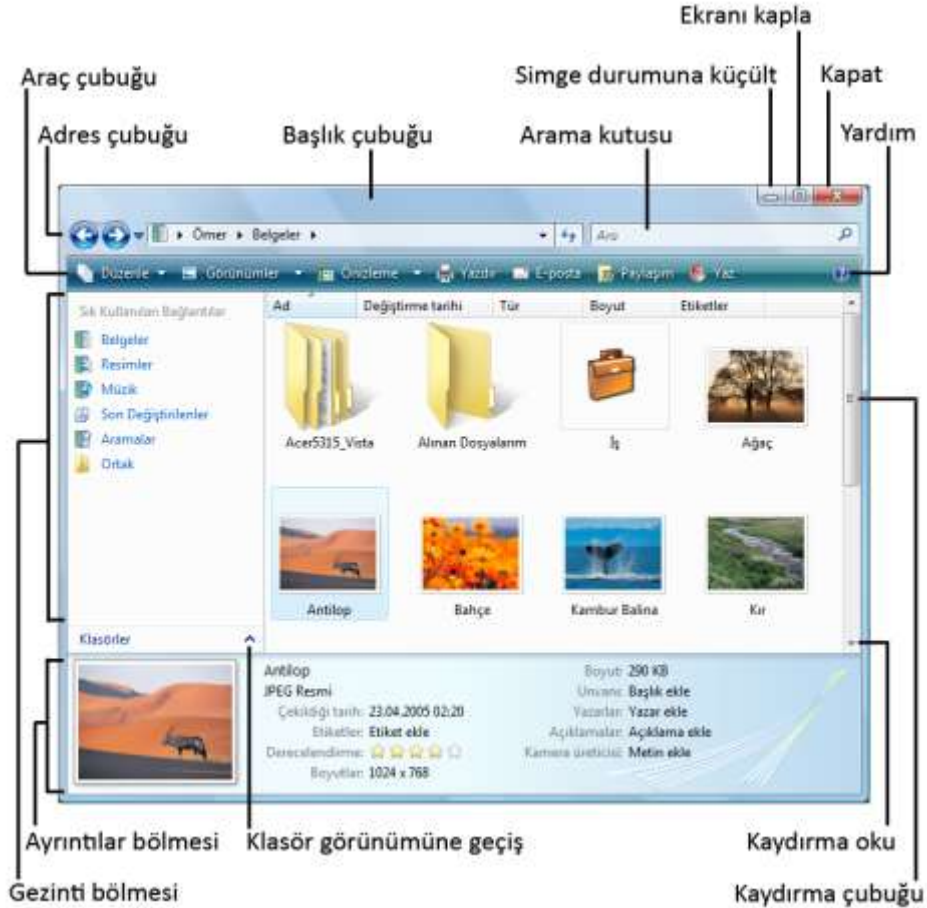 Ekranı kapla
Araç çubuğu
Simge durumuna küçült
Kapat
Adres çubuğu
Başlık çubuğu
Arama kutusu
Yardım
Ömer
Belgeler
Ara
Düzenle
Görünümler
Önizleme
Yazdır
E-posta
Paylaşım
Yaz
Sık Kullanılan Bağlantılar
Belgeler
Resimler
Müzik
Son Değiştirilenler
Aramalar
Ortak
Klasörler
Ad
Değiştirme tarihi
Tür
Boyut
Etiketler
Acer5315_Vista
Alınan Dosyalarım
İş
Ağaç
Antilop
Bahçe
Kambur Balina
Kır
Antilop
JPEG Resmi
Çekildiği tarih: 23.04.2005 02:20
Etiketler: Etiket ekle
Derecelendirme:
Boyutlar: 1024 x 768
Boyut: 290 KB
Unvanı: Başlık ekle
Yazarlar: Yazar ekle
Açıklamalar: Açıklama ekle
Kamera üreticisi: Metin ekle
Ayrıntılar bölmesi
Klasör görünümüne geçiş
Kaydırma oku
Gezinti bölmesi
Kaydırma çubuğu